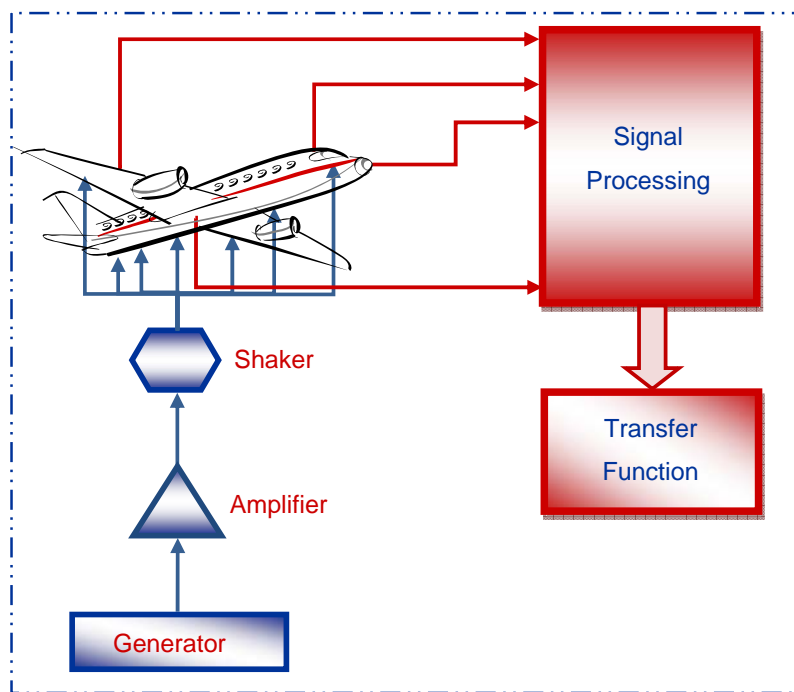 Signal
Processing
Shaker
Transfer
Function
Amplifier
Generator